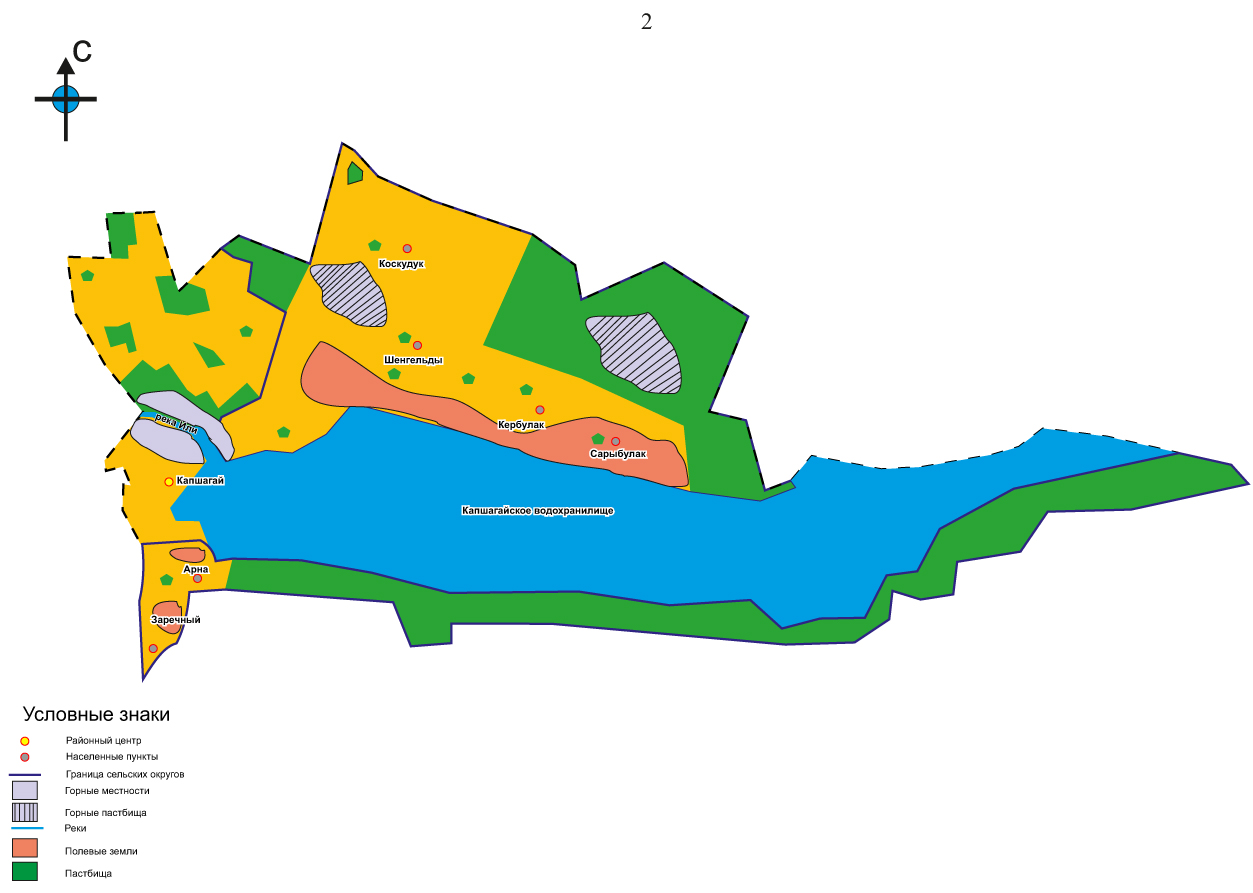 2
С
Коскудук
Шенгельды
река Или
Кербулак
Сарыбулак
Капшагай
Капшагайское водохранилище
Арна
Заречный
Условные знаки
Районный центр
Населенные пункты
Граница сельских округов
Горные местности
Горные пастбища
Реки
Полевые земли
Пастбища